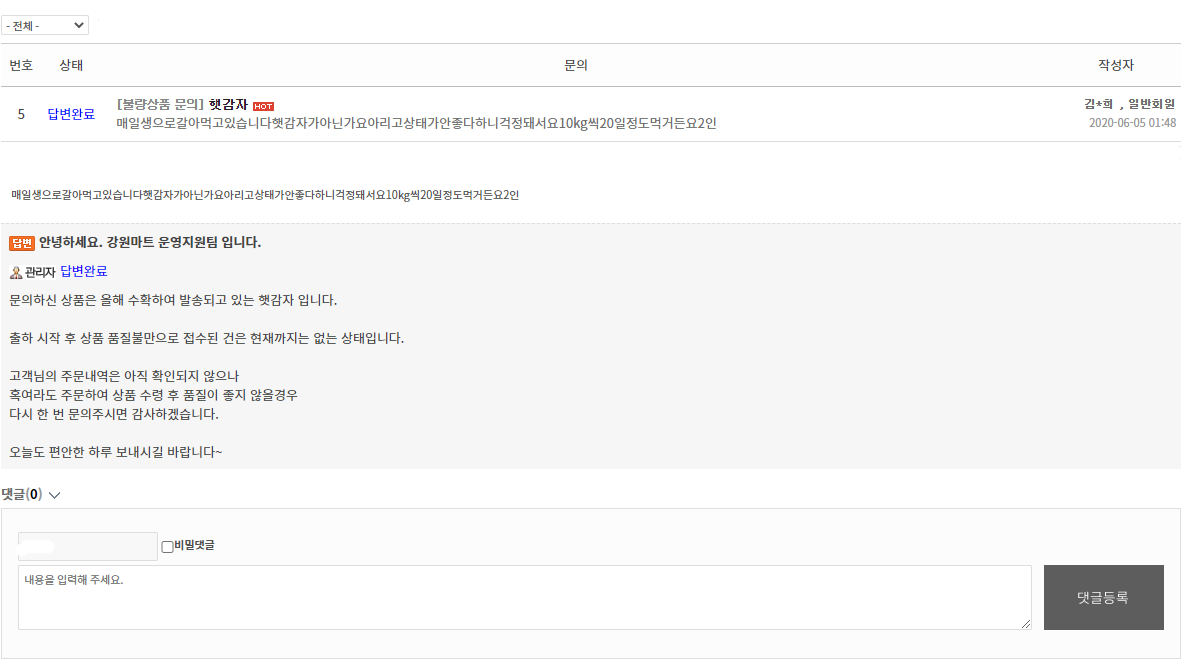 - 전체 -
번호 상태 문의 작성자
5 답변완료 [불량상품 문의] 햇감자 HOT 김*희 , 일반회원
매일생으로갈아먹고있습니다햇감자가아닌가요아리고상태가안좋다하니걱정돼서요10kg씩20일정도먹거든요2인 2020-06-05 01:48
매일생으로갈아먹고있습니다햇감자가아닌가요아리고상태가안좋다하니걱정돼서요10kg씩20일정도먹거든요2인
답변 안녕하세요. 강원마트 운영지원팀 입니다.
관리자 답변완료
문의하신 상품은 올해 수확하여 발송되고 있는 햇감자 입니다.
출하 시작 후 상품 품질불만으로 접수된 건은 현재까지는 없는 상태입니다.
고객님의 주문내역은 아직 확인되지 않으나
혹여라도 주문하여 상품 수령 후 품질이 좋지 않을경우
다시 한 번 문의주시면 감사하겠습니다.
오늘도 편안한 하루 보내시길 바랍니다~
댓글(0)
비밀댓글
내용을 입력해 주세요.
댓글등록